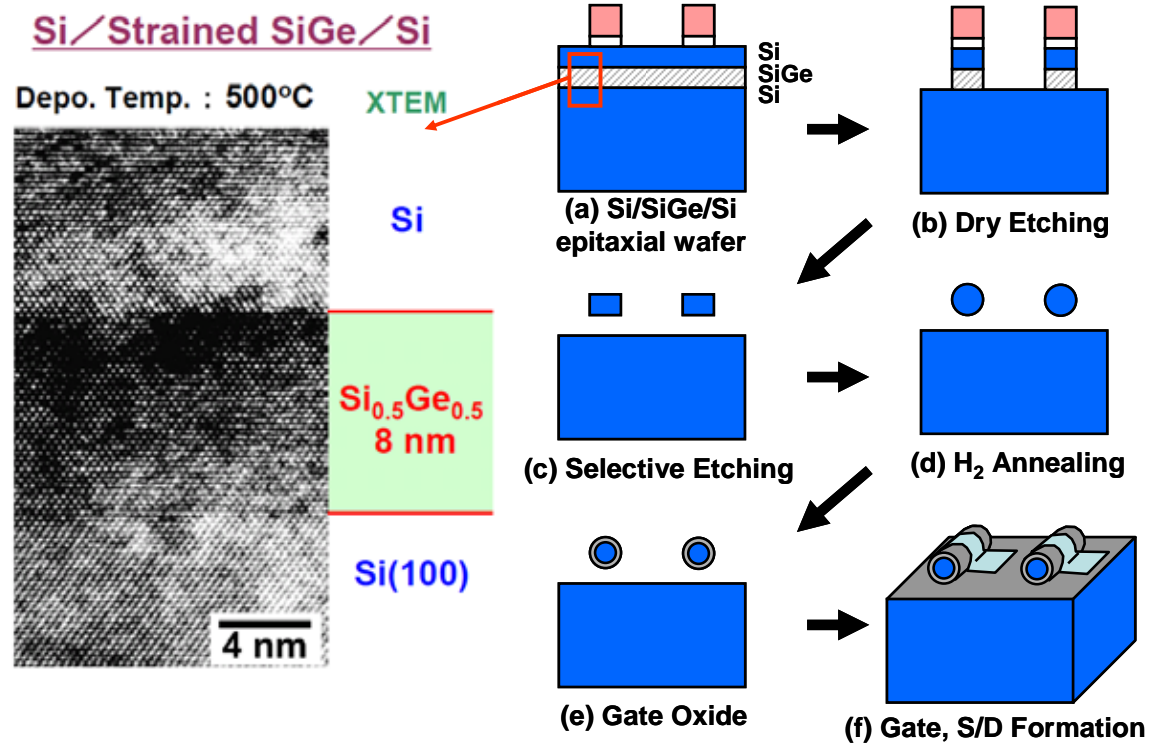 Si／Strained SiGe／Si
Depo. Temp. : 500°C
XTEM
Si
Si0.5Ge0.5
8 nm
Si(100)
4 nm
Si
SiGe
Si
(a) Si/SiGe/Si
epitaxial wafer
(b) Dry Etching
(c) Selective Etching
(d) H2 Annealing
(e) Gate Oxide
(f) Gate, S/D Formation